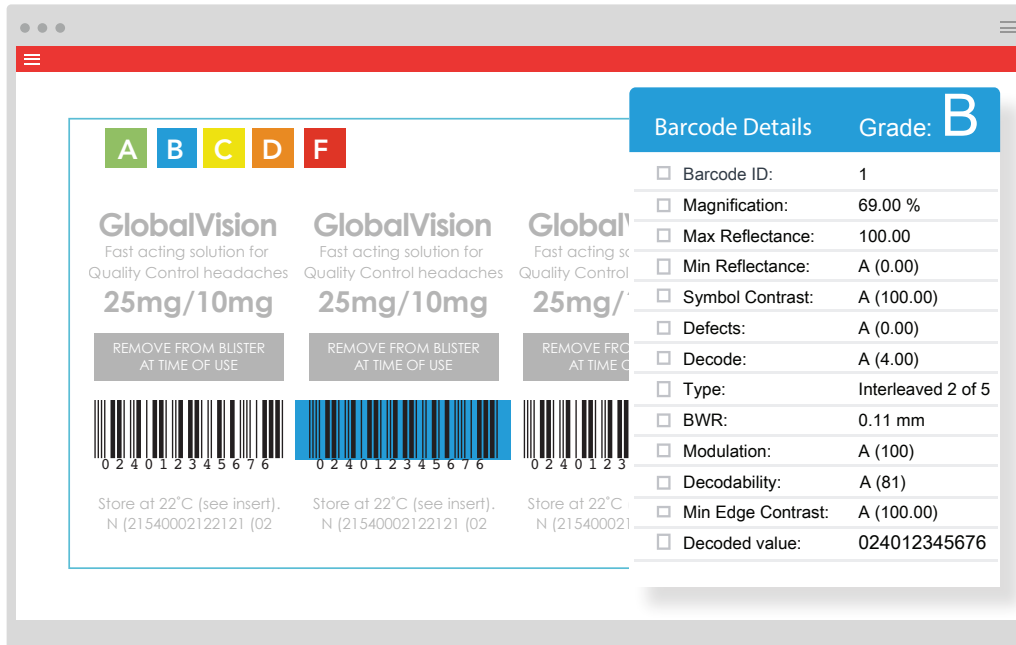 A B C D F
GlobalVision
Fast acting solution for
Quality Control headaches
25mg/10mg
REMOVE FROM BLISTER
AT TIME OF USE
024012345676
Store at 22˚C (see insert).
N (21540002122121 (02
GlobalVision
Fast acting solution for
Quality Control headaches
25mg/10mg
REMOVE FROM BLISTER
AT TIME OF USE
024012345676
Store at 22˚C (see insert).
N (21540002122121 (02
Global
Fast acting
Quality Control
25mg/
REMOVE
AT TIME
0240123
Store at 22˚C
N (21540002
Barcode Details Grade: B
Barcode ID: 1
Magnification: 69.00 %
Max Reflectance: 100.00
Min Reflectance: A (0.00)
Symbol Contrast: A (100.00)
Defects: A (0.00)
Decode: A (4.00)
Type: Interleaved 2 of 5
BWR: 0.11 mm
Modulation: A (100)
Decodability: A (81)
Min Edge Contrast: A (100.00)
Decoded value: 024012345676